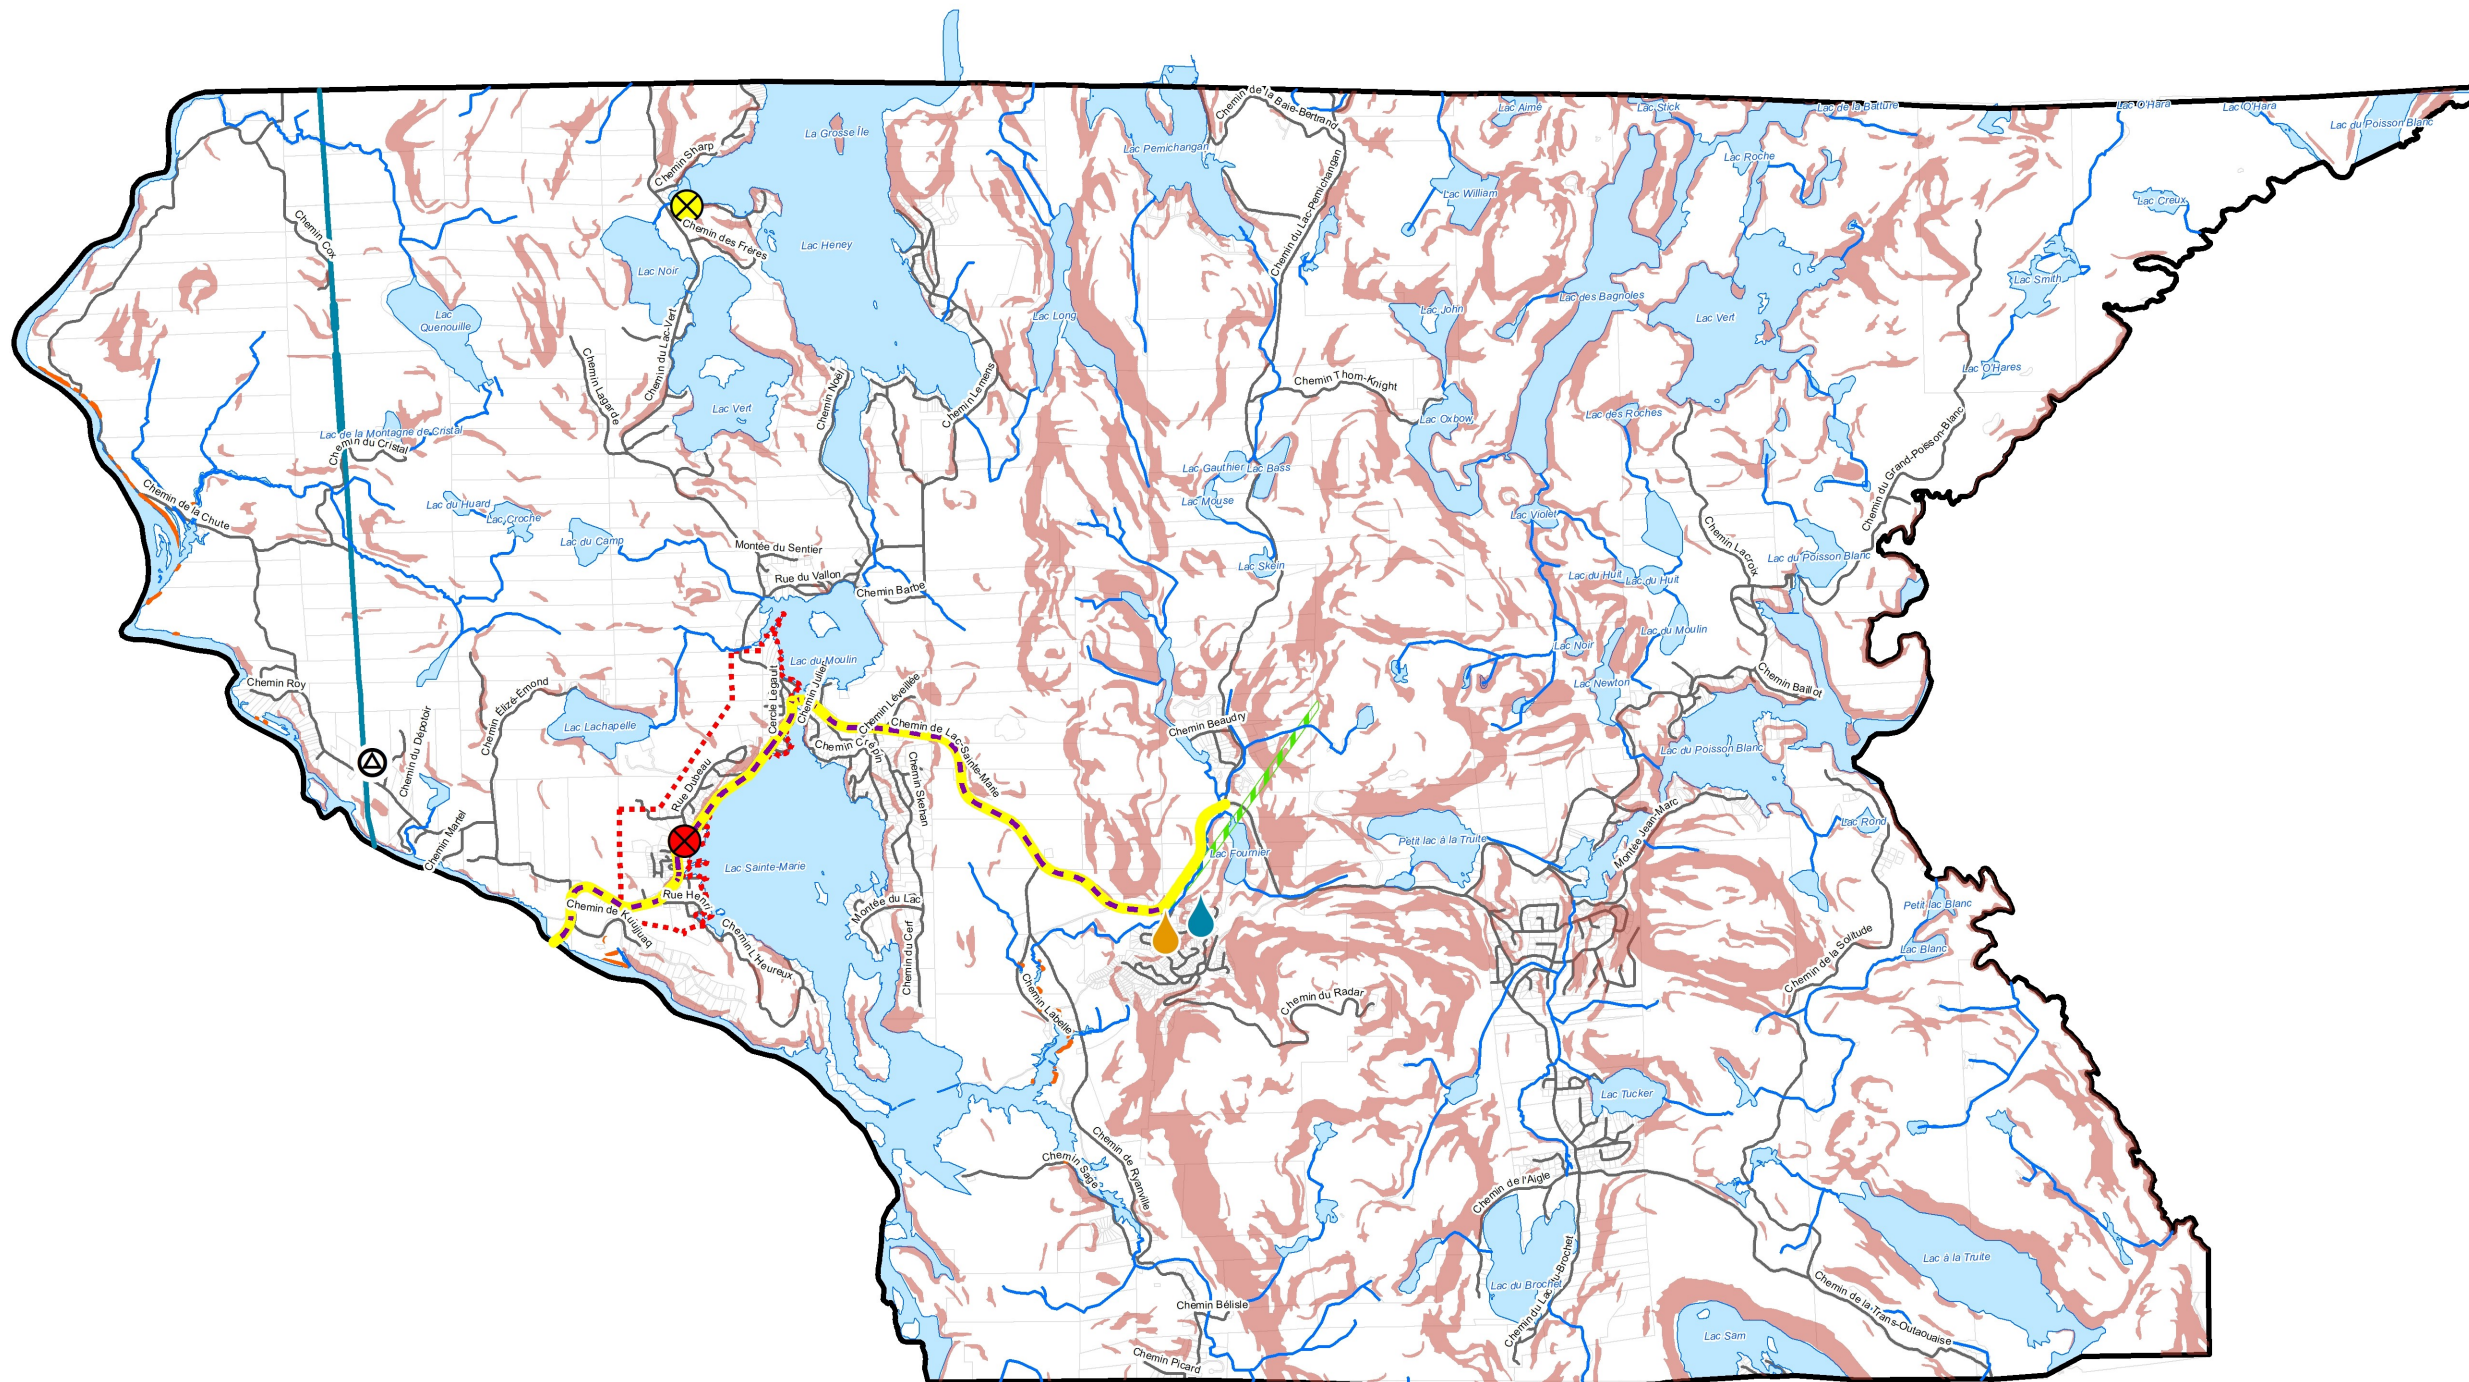 Chemin de la Baie-Bertrand
Lac Aimé
Lac Slick
Lac de la Batture
Lac O'Hara
Lac O'Hara
Lac du Poisson Blanc
La Grosse Île
Chemin Sharp
Lac Pemichangan
Lac Roche
Chemin du Lac-Pemichangan
Lac William
Lac Creux
Chemin Cox
Chemin des Frères
Lac Heney
Lac Noir
Lac Smith
Lac des Bagnoles
Lac
Quenouille
Lac Long
Lac John
Lac Vert
Chemin du Lac-Vert
Chemin Lagarde
Chemin Noël
Chemin Lemens
Chemin Thom-Knight
Lac O'Hares
Lac Vert
Lac Oxbow
Lac des Roches
Lac de la Montagne de Cristal
Chemin du Cristal
Chemin du Grand-Poisson-Blanc
Lac Gauthier
Lac Bass
Lac Mouse
Chemin de la Chute
Lac du Huard
Lac Croche
Lac Violet
Lac du Camp
Montée du Sentier
Chemin Lacroix
Lac du Poisson Blanc
Rue du Vallon
Chemin Barbe
Lac Skein
Lac du Huit
Lac du Huit
Lac du Moulin
Lac Noir
Lac du Moulin
Chemin Roy
Chemin Élizé-Émond
Cercle Légault
Chemin Julien
Chemin Léveillée
Lac Newton
Chemin Baillot
Lac Lachapelle
Chemin du Dépotoir
Chemin de Lac-Sainte-Marie
Chemin Beaudry
Chemin Crépin
Lac du Poisson Blanc
Rue Dubeau
Chemin Skehan
Chemin Martel
Montée Jean-Marc
Lac Rond
Petit lac à la Truite
Lac Fournier
Lac Sainte-Marie
Rue Henri
Chemin de Kuujjuaq
Montée du Lac
Petit lac Blanc
Chemin L'Heureux
Chemin du Cerf
Lac Blanc
Chemin de la Solitude
Chemin Labelle
Chemin du Radar
Lac Tucker
Chemin de Ryanville
Chemin Sage
Chemin de l'Aigle
Lac à la Truite
Lac du Brochet
Chemin du Lac-du-Brochet
Chemin Bélisle
Chemin de la Trans-Outaouaise
Lac Sam
Chemin Picard